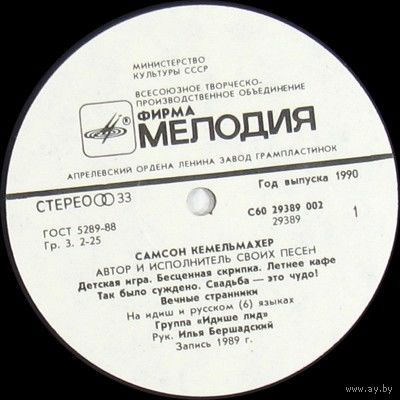 МИНИСТЕРСТВО
КУЛЬТУРЫ СССР
ВСЕСОЮЗНОЕ ТВОРЧЕСКО-
ПРОИЗВОДСТВЕННОЕ ОБЪЕДИНЕНИЕ
ФИРМА
® МЕЛОДИЯ
АПРЕЛЕВСКИЙ ОРДЕНА ЛЕНИНА ЗАВОД ГРАМПЛАСТИНОК
СТЕРЕО 33
Год выпуска 1990
ГОСТ 5289-88
Гр. 3. 2-25
С60 29389 002
29389
1
САМСОН КЕМЕЛЬМАХЕР
АВТОР И ИСПОЛНИТЕЛЬ СВОИХ ПЕСЕН
Детская игра. Бесценная скрипка. Летнее кафе
Так было суждено. Свадьба — это чудо!
Вечные странники
На идиш и русском (6) языках
Группа «Идише лид»
Рук. Илья Бершадский
Запись 1989 г.
www.ay.by